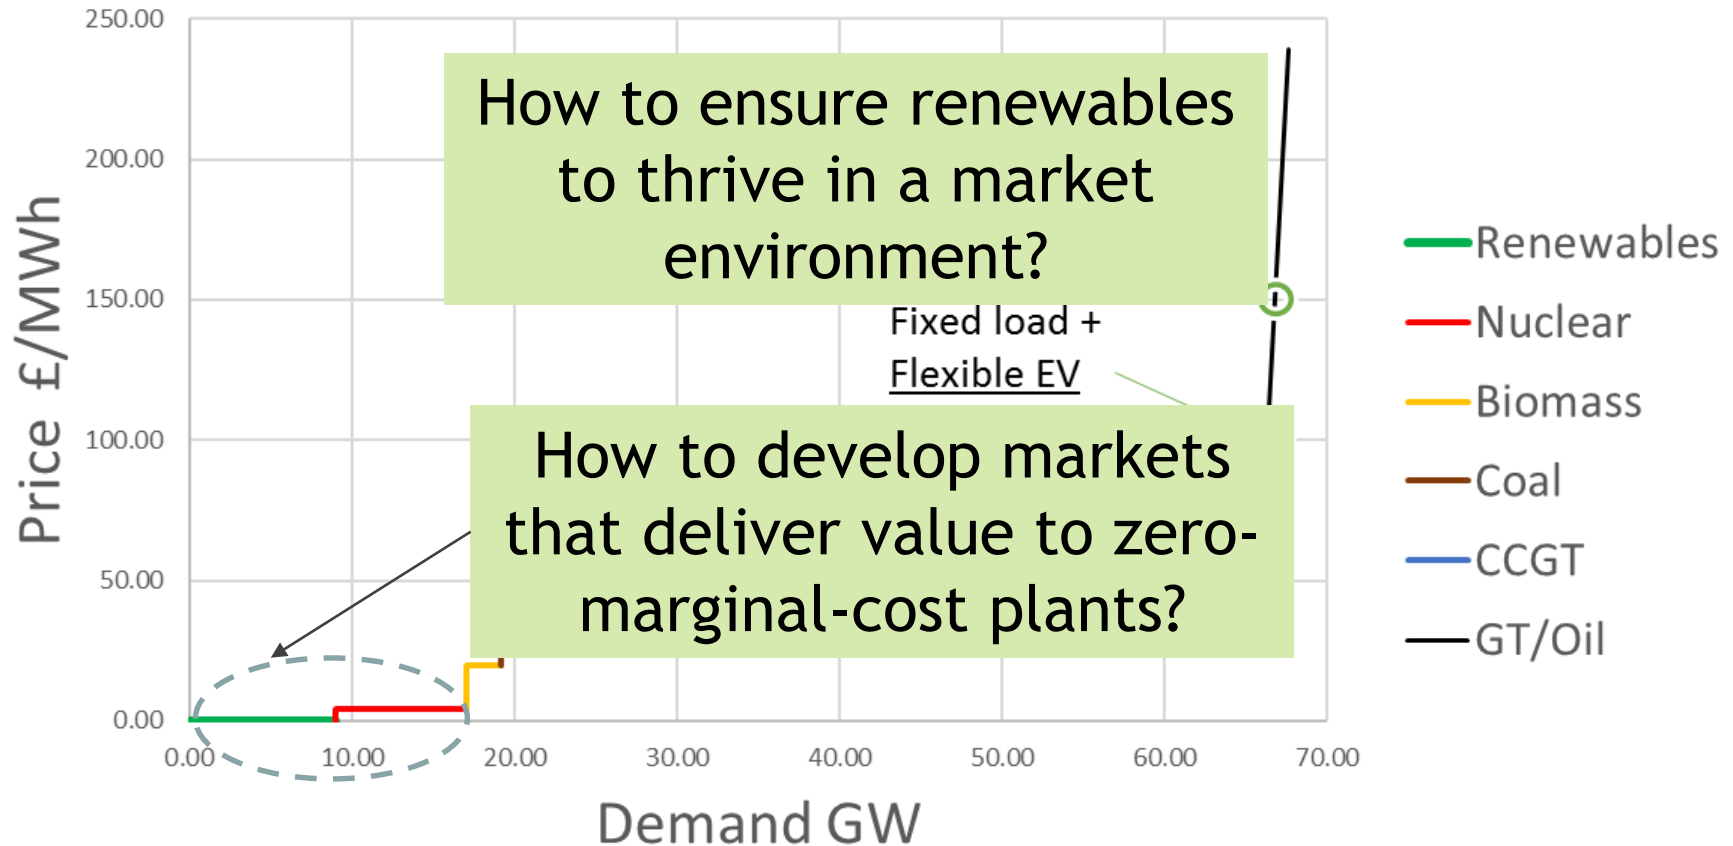 250.00
200.00
150.00
100.00
50.00
0.00
Price £/MWh
How to ensure renewables
to thrive in a market
environment?
Fixed load +
Flexible EV
How to develop markets
that deliver value to zero-
marginal-cost plants?
0.00 10.00 20.00 30.00 40.00 50.00 60.00 70.00
Demand GW
Renewables
Nuclear
Biomass
Coal
CCGT
GT/Oil